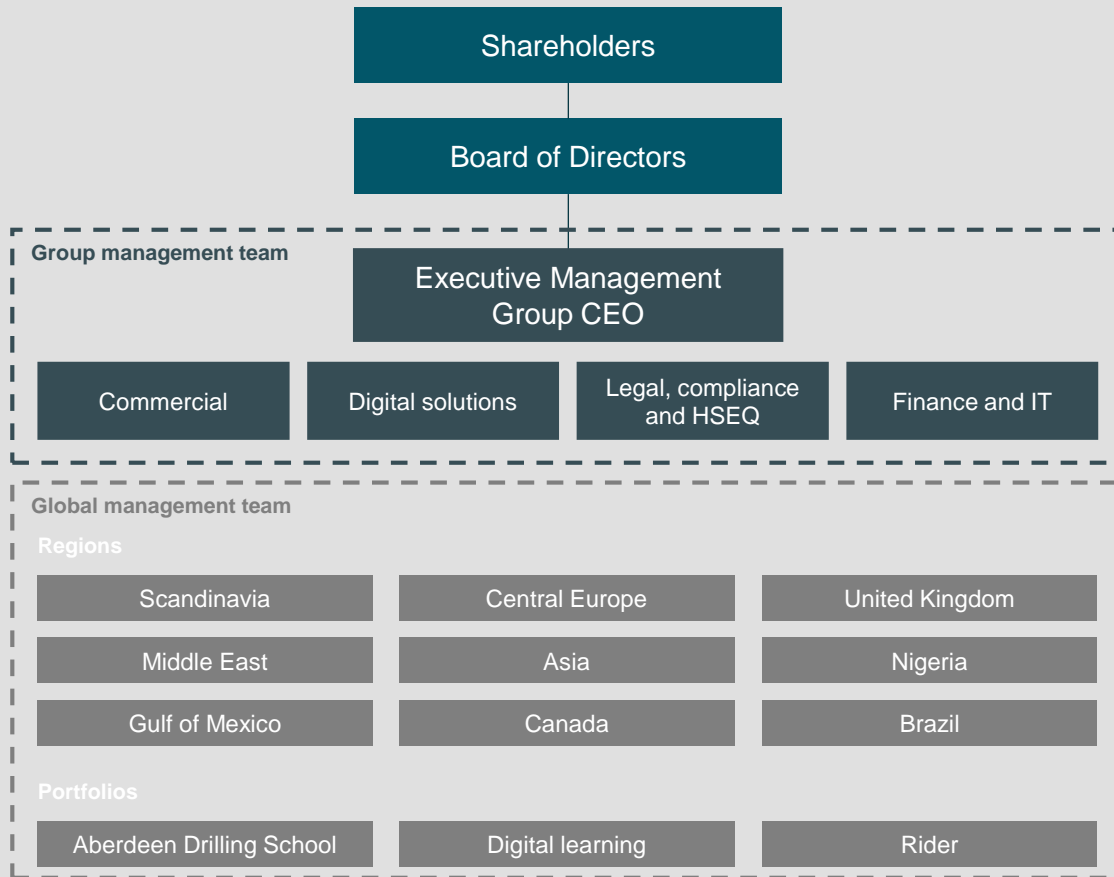 Shareholders
Board of Directors
Group management team
Executive Management
Group CEO
Commercial
Digital solutions
Legal, compliance
and HSEQ
Finance and IT
Global management team
Regions
Scandinavia
Central Europe
United Kingdom
Middle East
Asia
Nigeria
Gulf of Mexico
Canada
Brazil
Portfolios
Aberdeen Drilling School
Digital learning
Rider